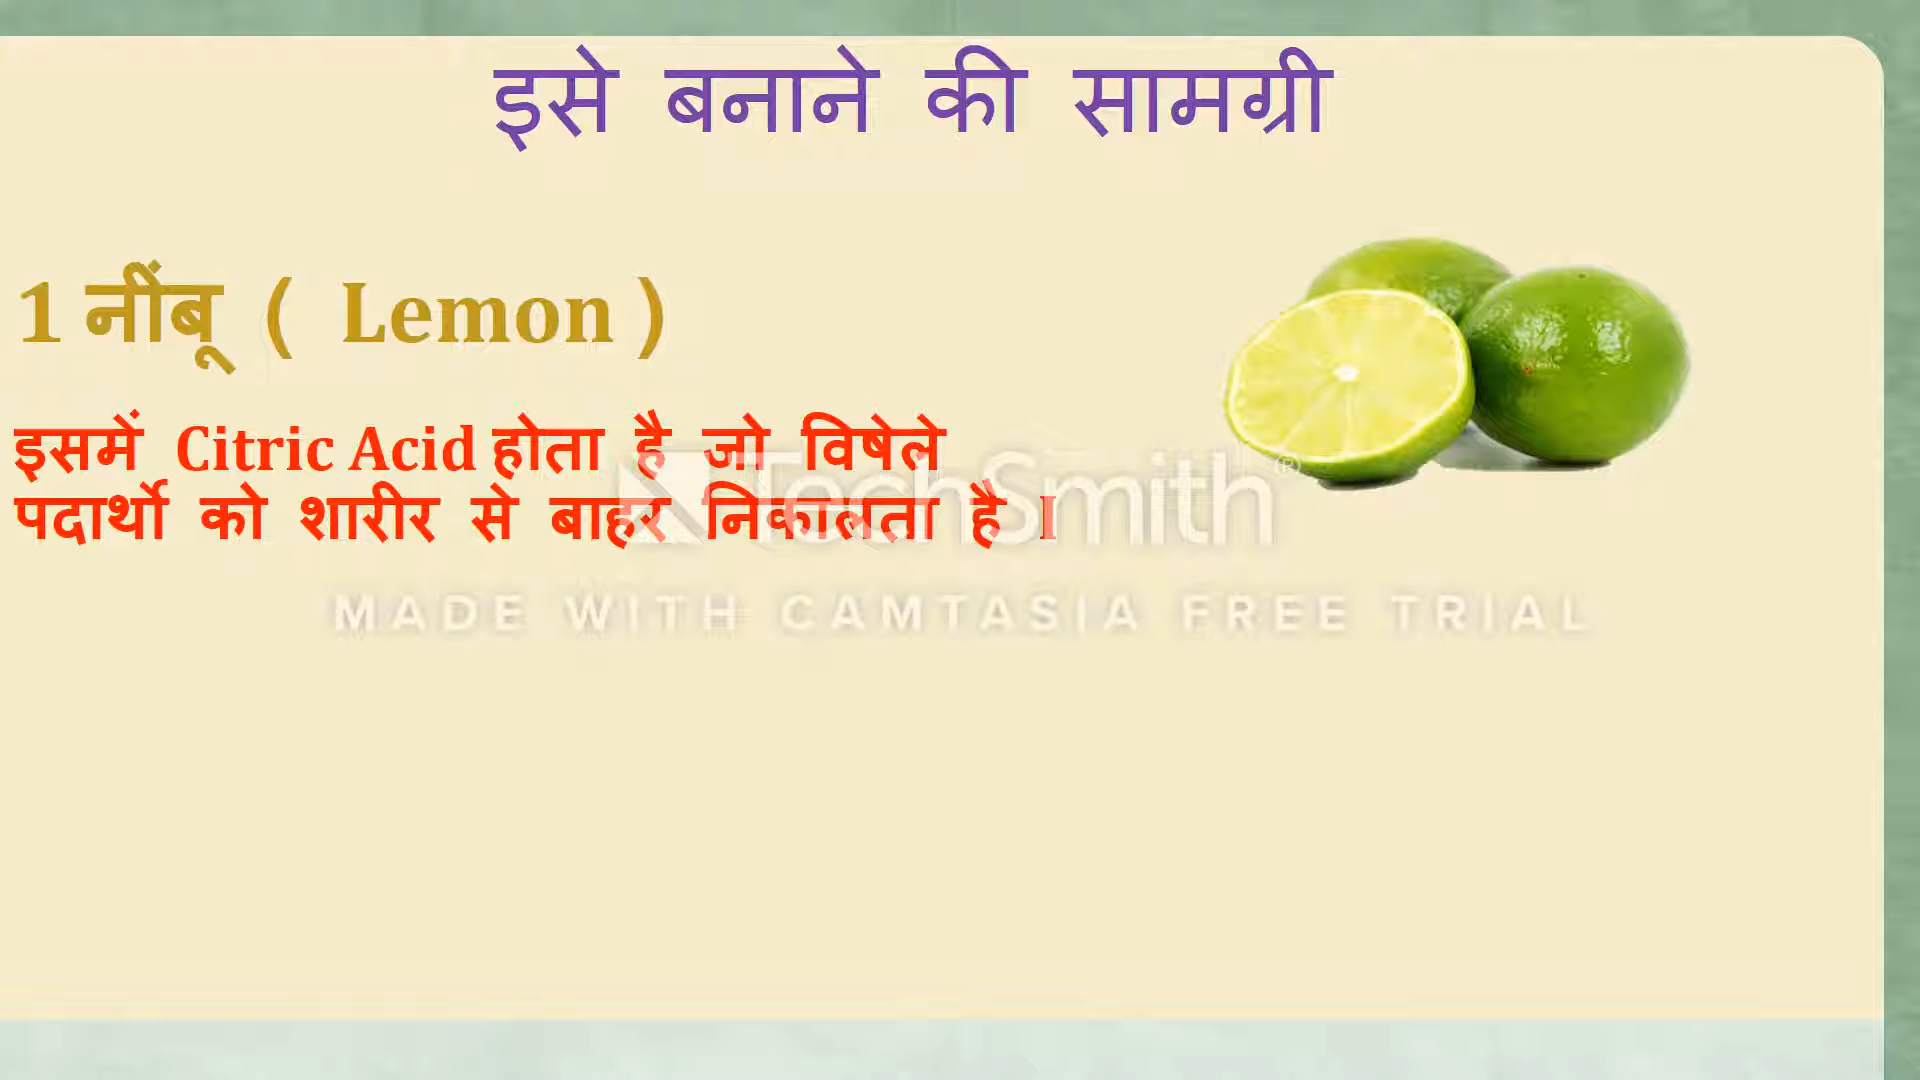 इसे बनाने की सामग्री
1 नींबू ( Lemon )
इसमें Citric Acid होता है जो विषेले
पदार्थो को शारीर से बाहर निकालता है I
TechSmith®
MADE WITH CAMTASIA FREE TRIAL